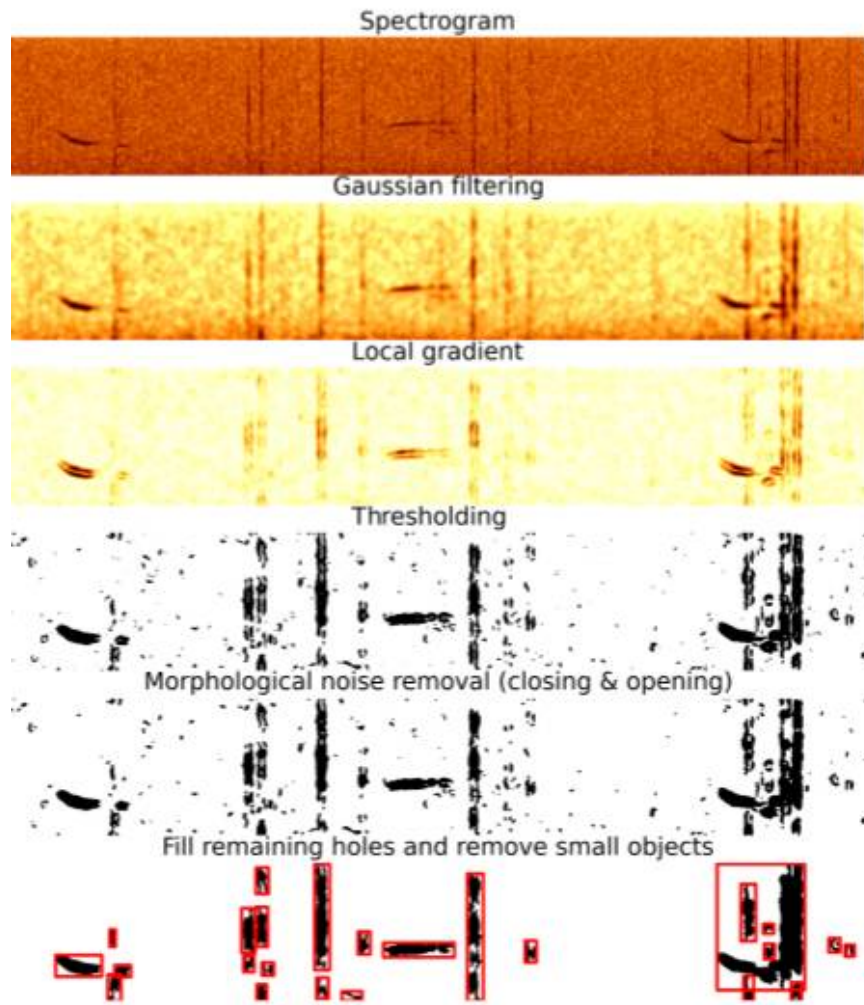 Spectrogram
Gaussian filtering
Local gradient
Thresholding
Morphological noise removal (closing & opening)
Fill remaining holes and remove small objects